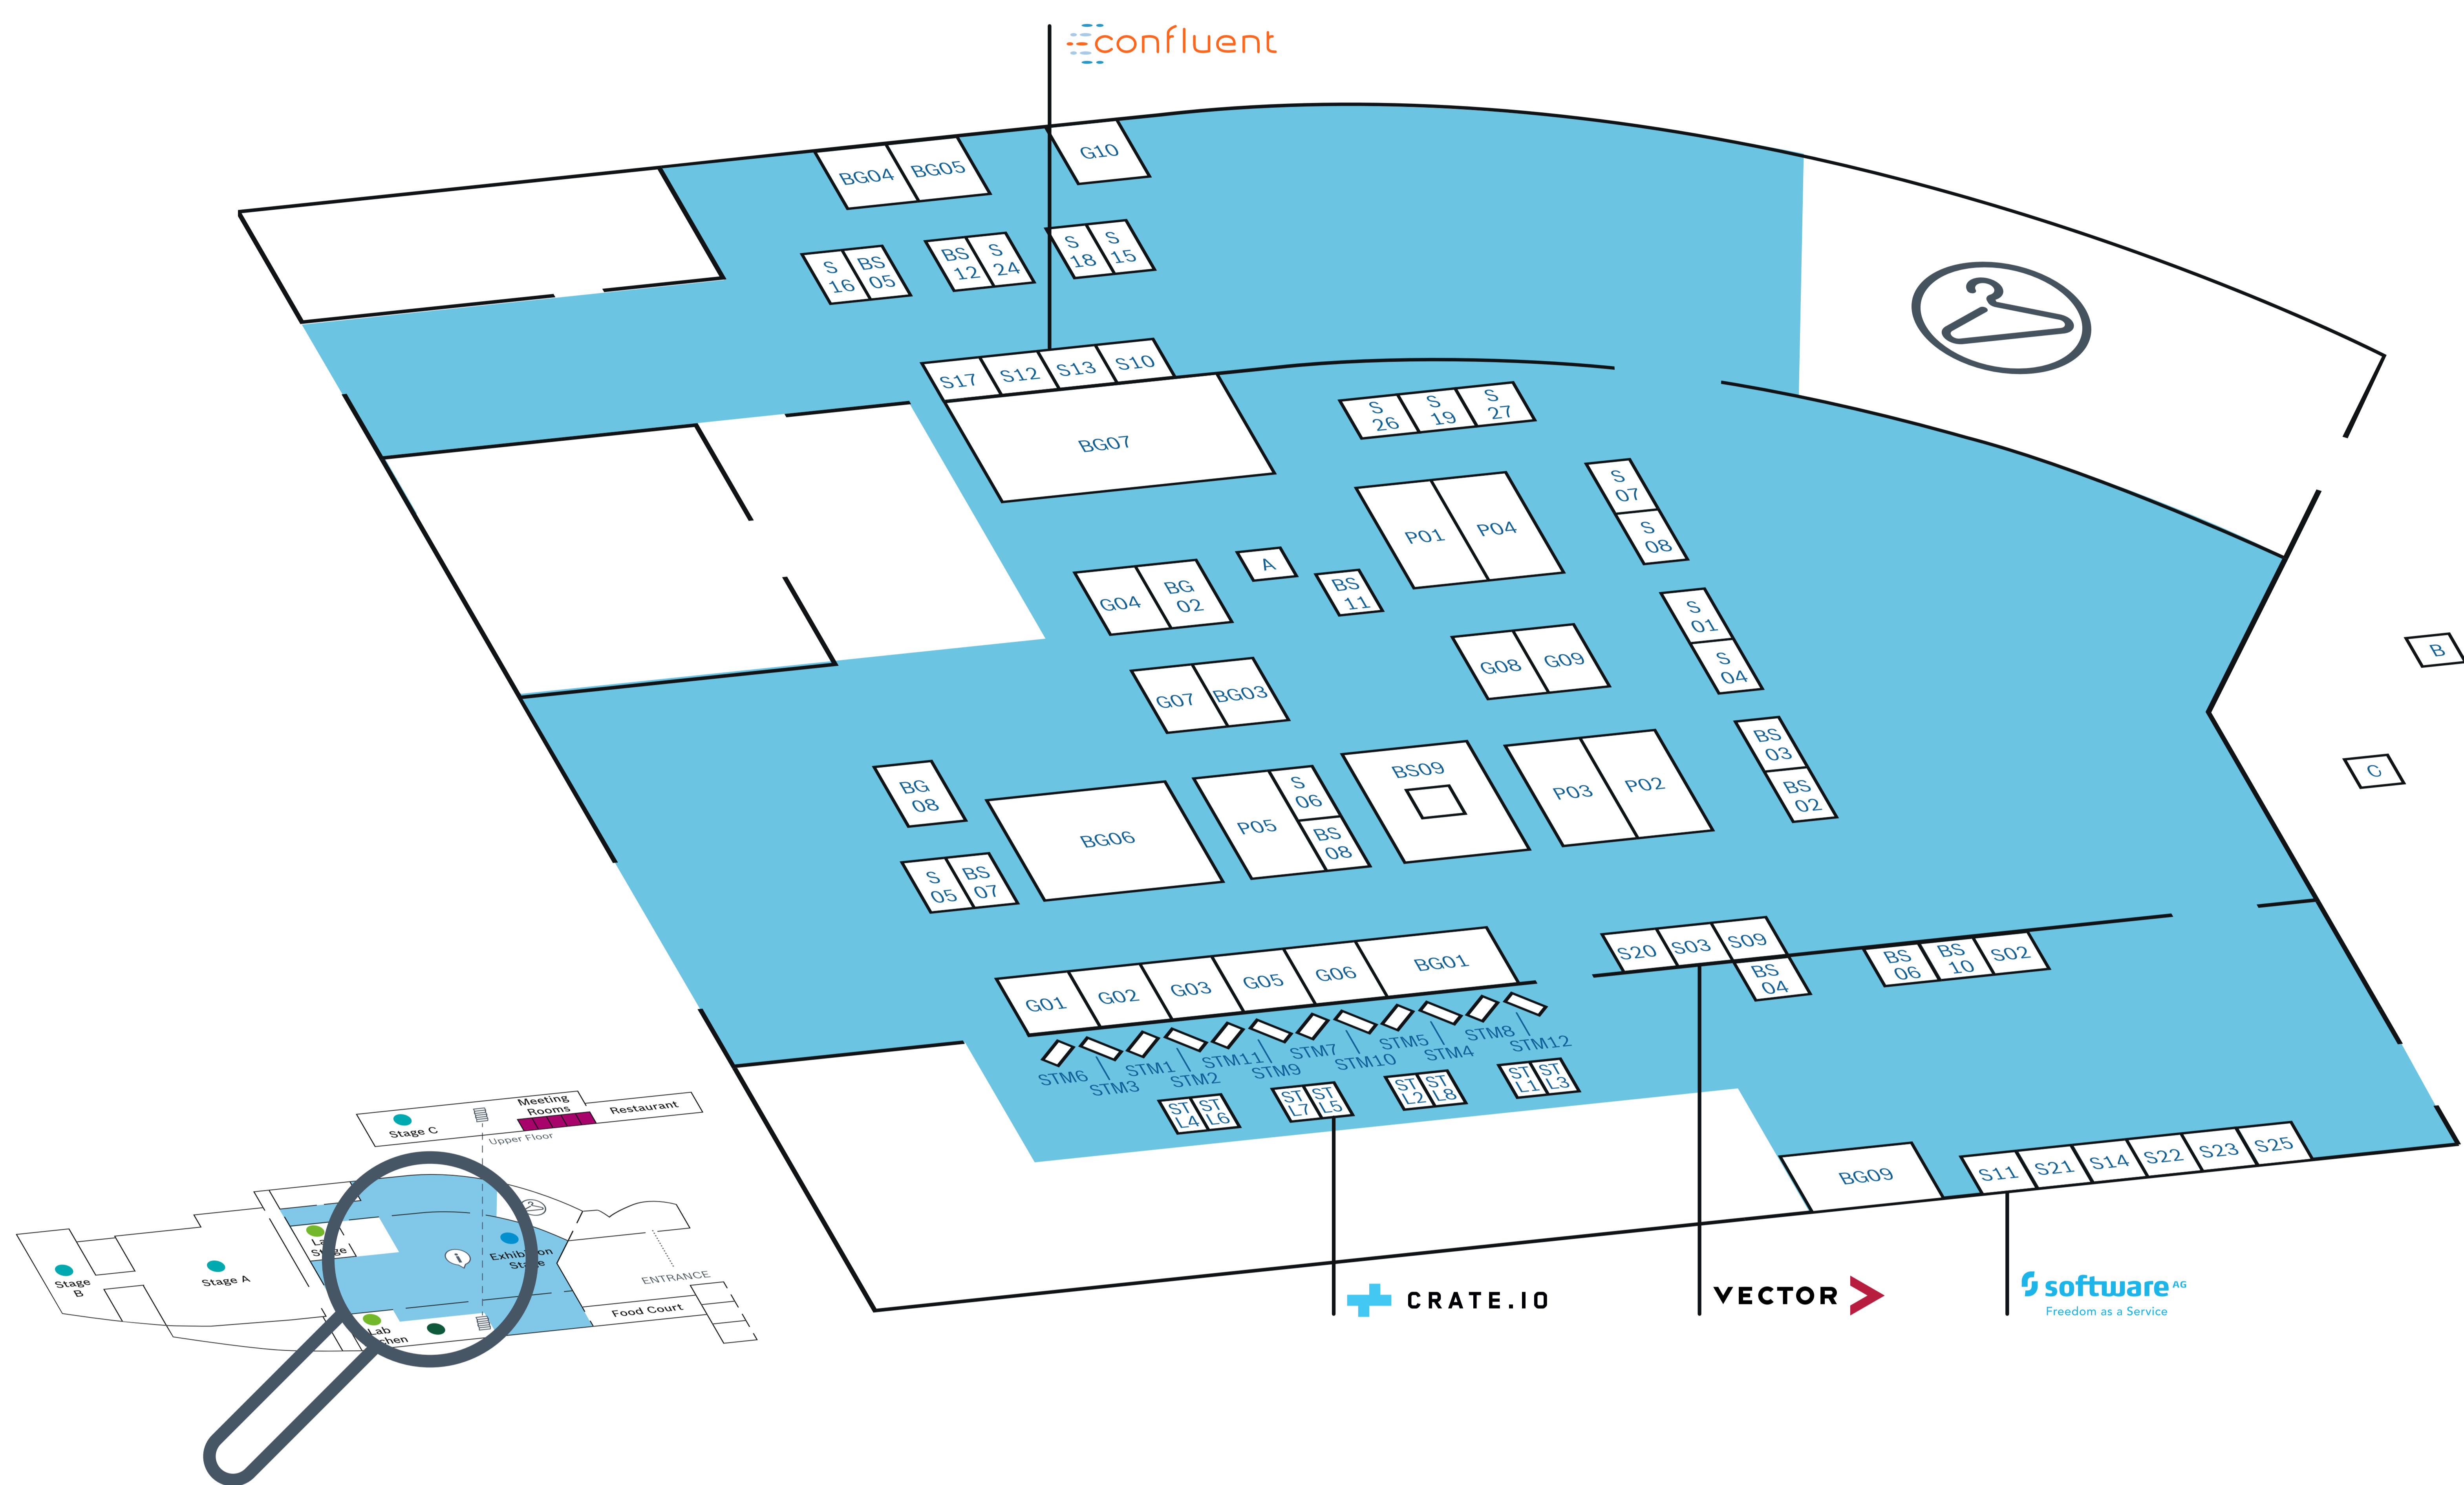 confluent
G10
BG04
BG05
S
18
S
15
BS
12
S
24
S
16
BS
05
S17
S12
S13
S10
BG07
S
26
S
19
S
27
S
07
S
08
P01
P04
A
BS
11
G04
BG
02
S
01
S
04
G08
G09
B
G07
BG03
BS
03
BS
02
C
BG
08
BG06
P05
S
06
BS
08
BS09
P03
P02
S
05
BS
07
G01
G02
G03
G05
G06
BG01
S20
S03
S09
BS
04
BS
06
BS
10
S02
STM6
STM3
STM1
STM2
STM11
STM9
STM7
STM10
STM5
STM4
STM8
STM12
ST
L4
ST
L6
ST
L7
ST
L5
ST
L2
ST
L8
ST
L1
ST
L3
BG09
S11
S21
S14
S22
S23
S25
Stage C
Meeting
Rooms
Restaurant
Upper Floor
Stage
B
Stage A
Stage
i
Exhibition
Stage
ENTRANCE
Food Court
Lab
CRATE.IO
VECTOR
software AG
Freedom as a Service